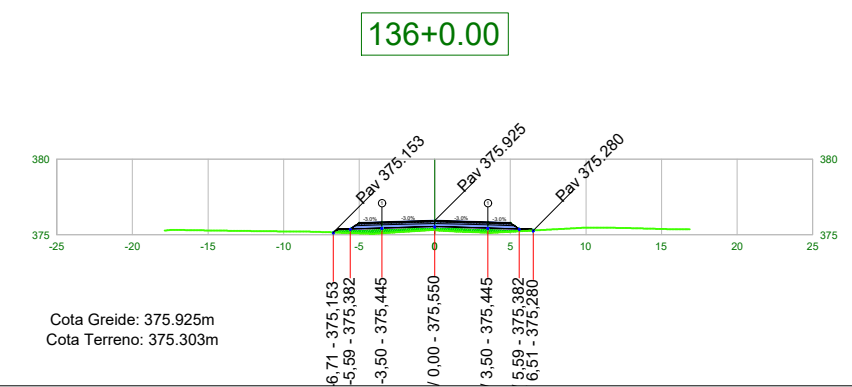 136+0.00
Pav 375.153
Pav 375.925
Pav 375.280
380
380
1
1
-3.0%
-3.0%
-3.0%
-3.0%
375
375
-25
-20
-15
-10
-5
0
5
10
15
20
25
-6,71 - 375,153
-5,59 - 375,382
-3,50 - 375,445
/ 0,00 - 375,550
/ 3,50 - 375,445
/ 5,59 - 375,382
6,51 - 375,280
Cota Greide: 375.925m
Cota Terreno: 375.303m